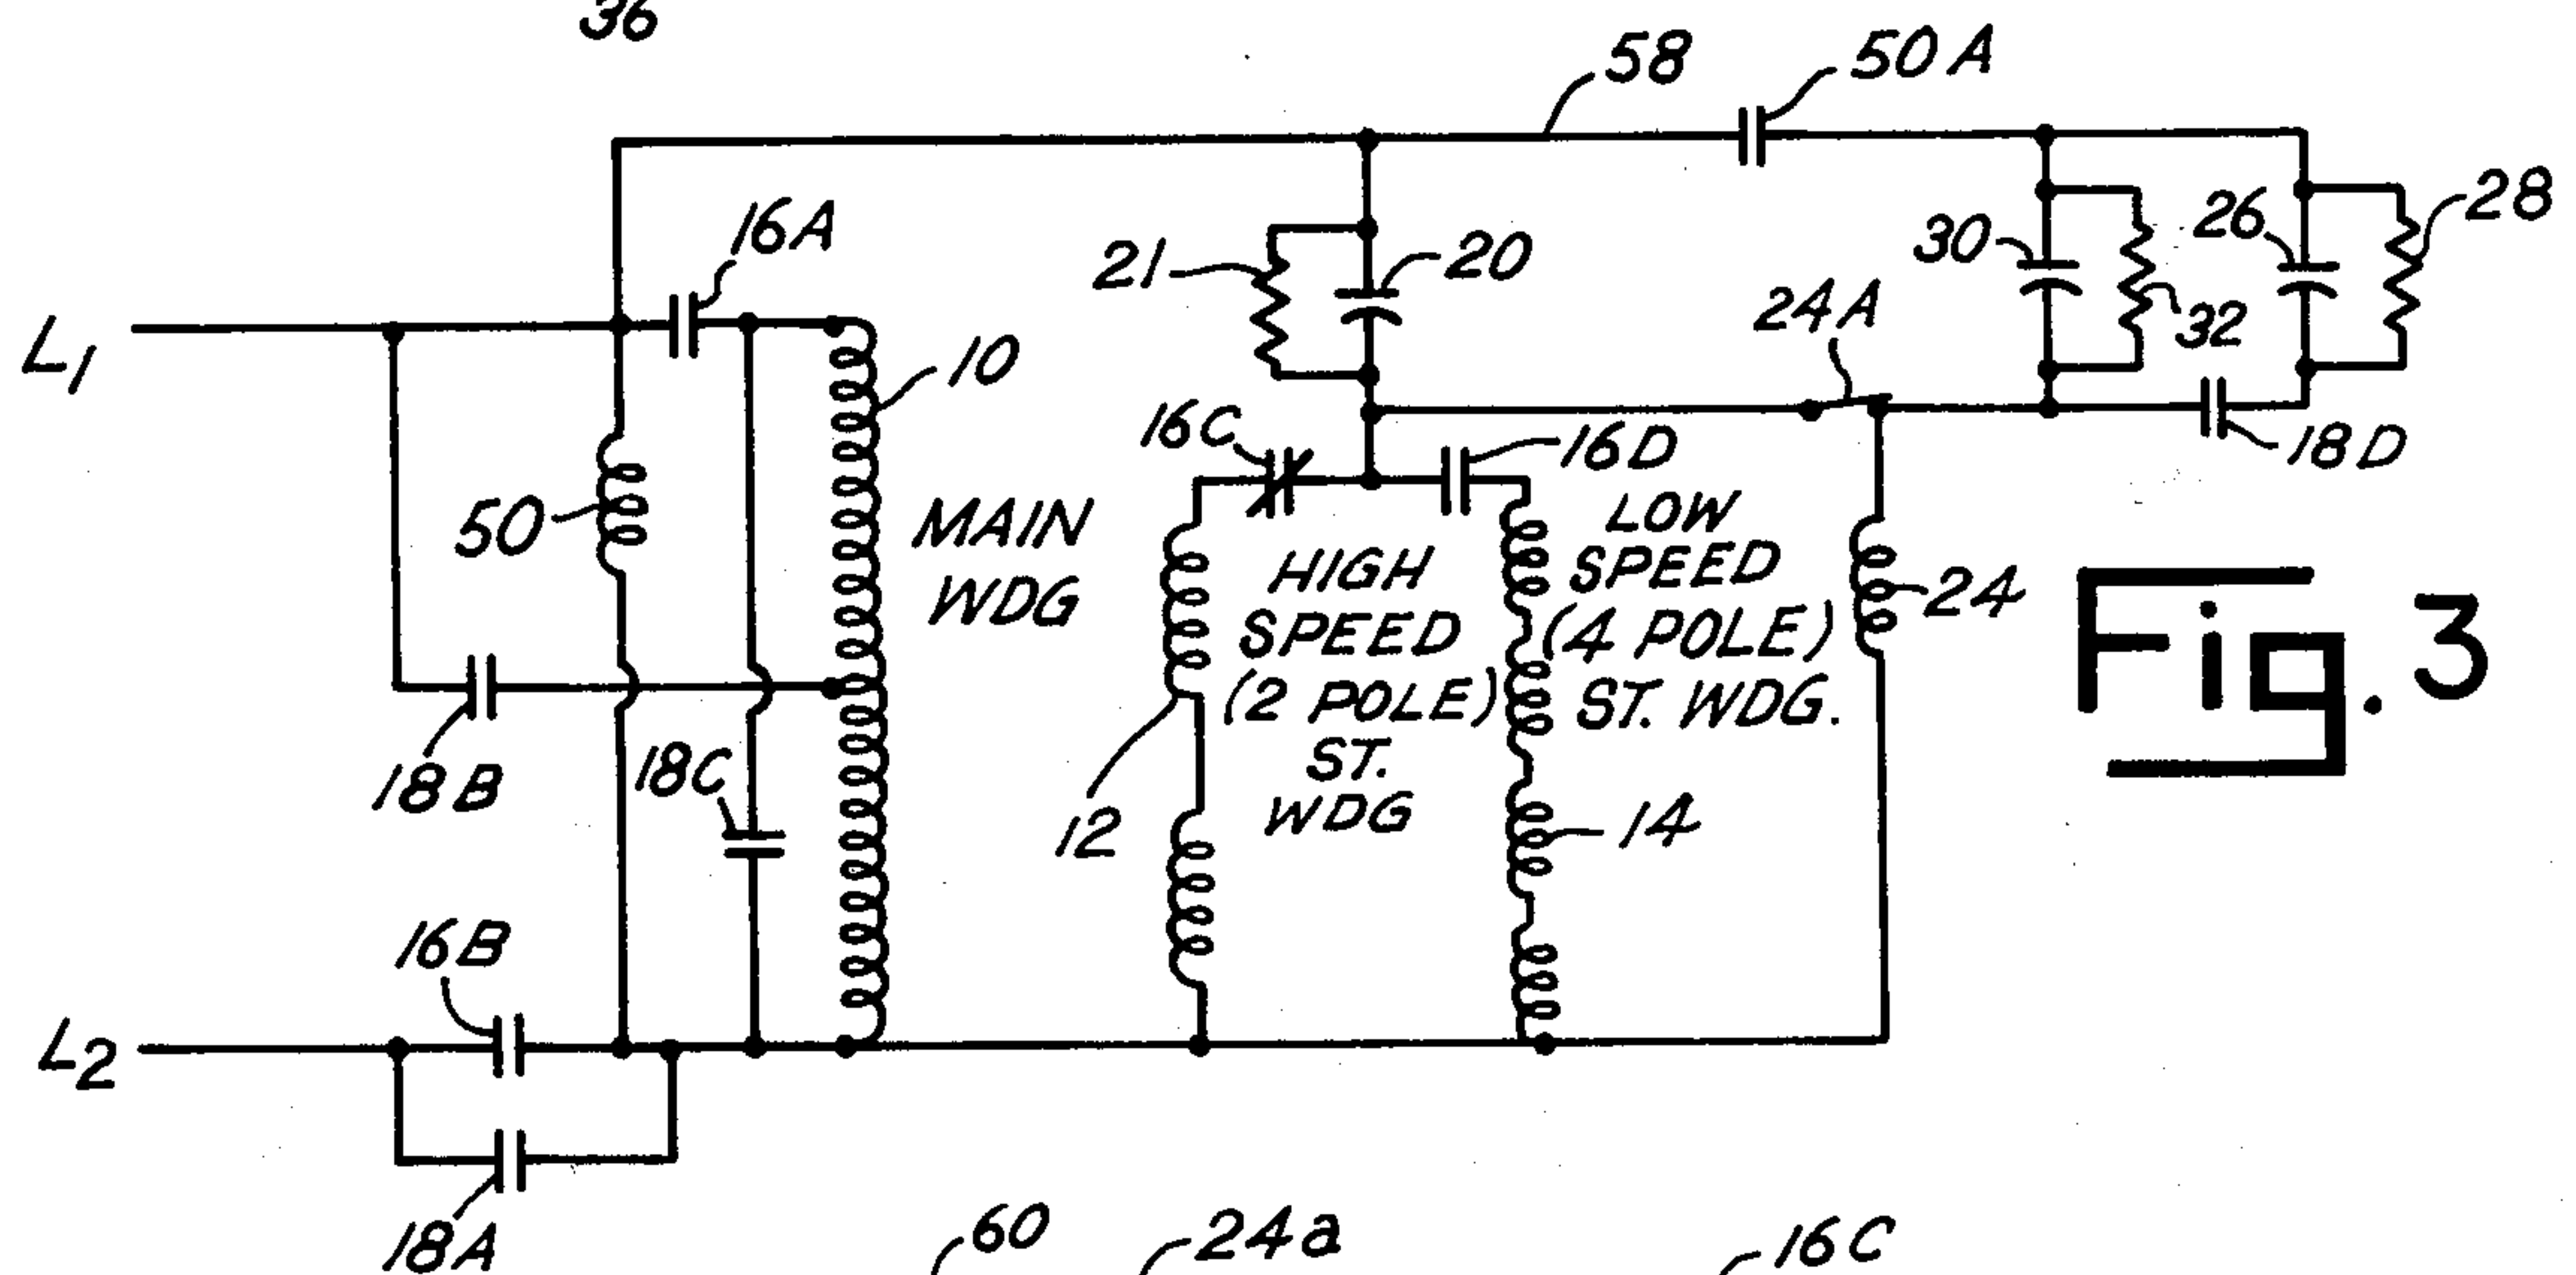 36
58
50A
16A
21
20
30
26
28
24A
32
L1
10
16C
16D
18D
50
MAIN
WDG
HIGH
SPEED
(2 POLE)
ST.
WDG
LOW
SPEED
(4 POLE)
ST. WDG.
24
Fig. 3
18B
18C
12
14
16B
L2
18A
60
24a
16C